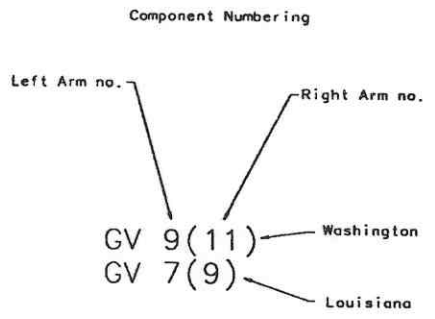 Component Numbering
Left Arm no.
Right Arm no.
GV 9(11)
Washington
GV 7(9)
Louisiana